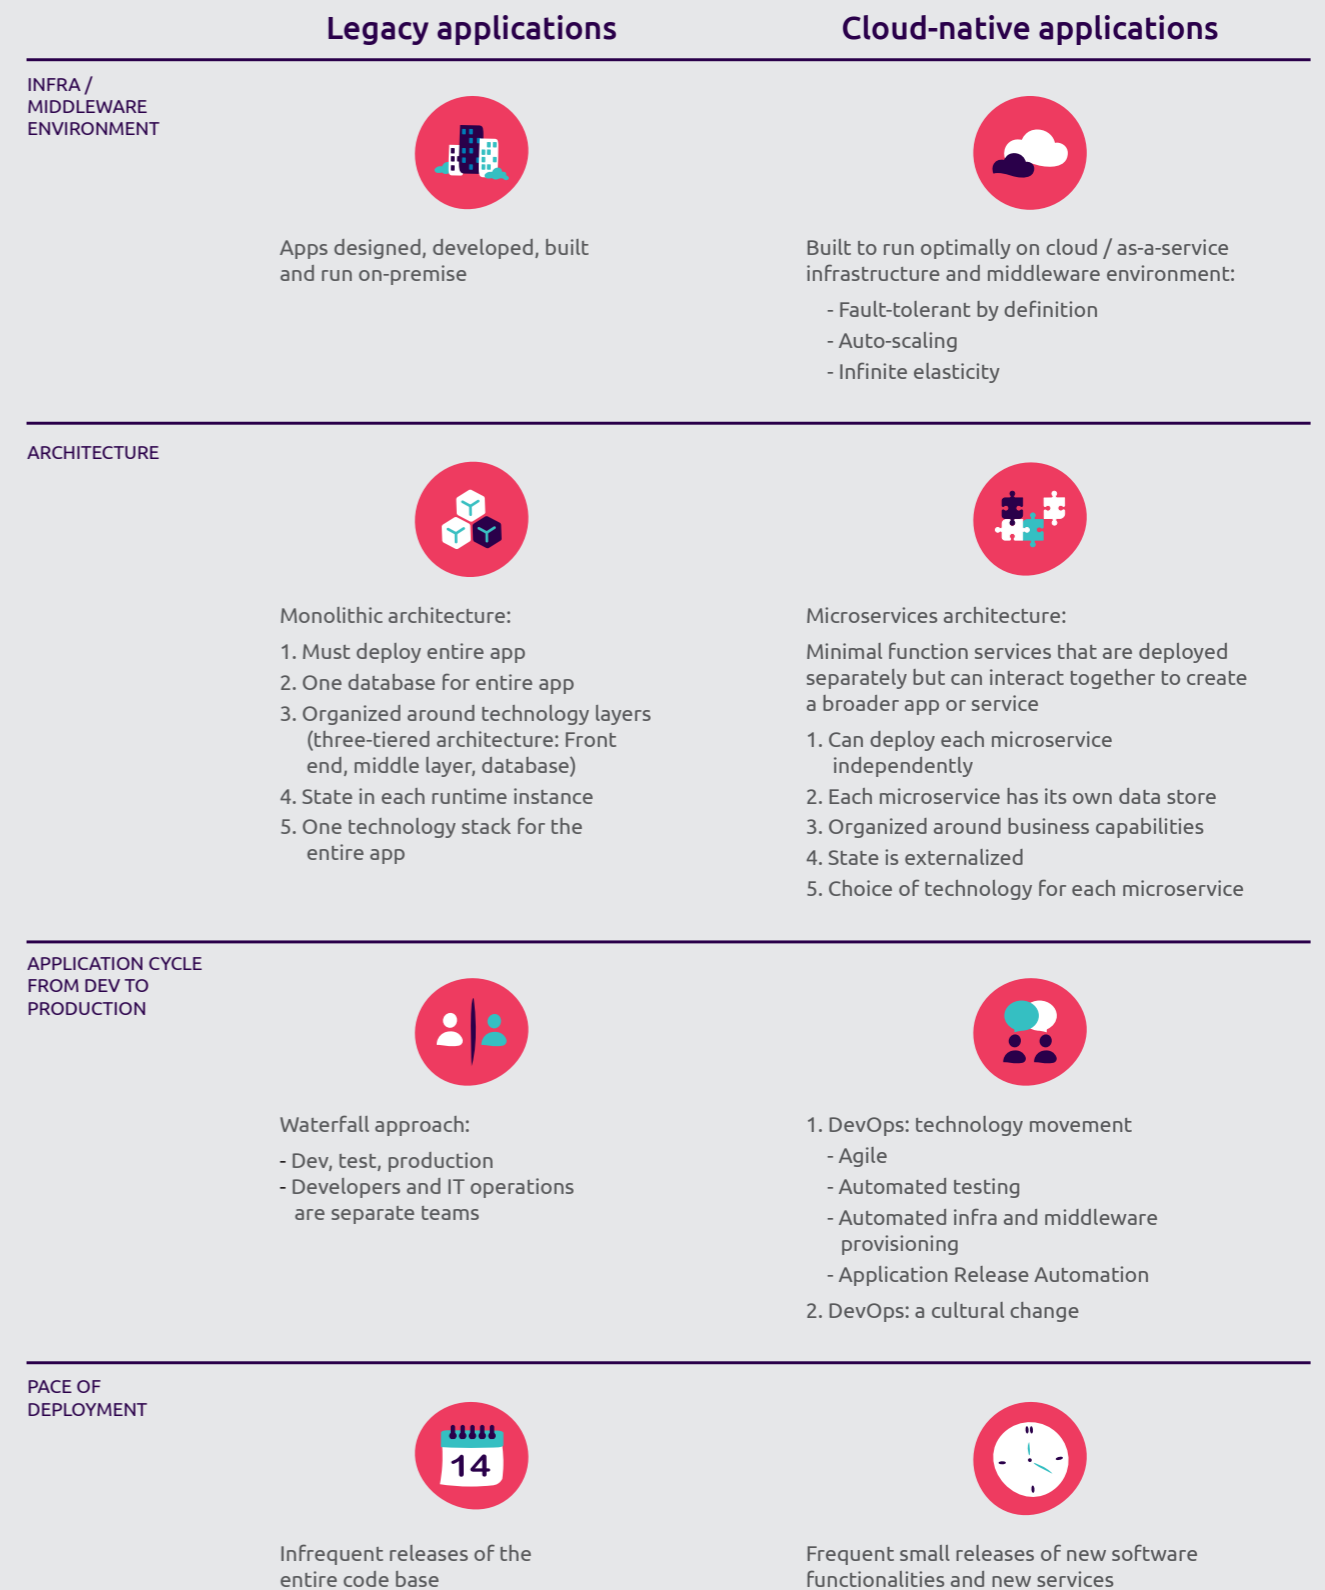 Legacy applications
Cloud-native applications
INFRA /
MIDDLEWARE
ENVIRONMENT
Apps designed, developed, built
and run on-premise
Built to run optimally on cloud / as-a-service
infrastructure and middleware environment:
- Fault-tolerant by definition
- Auto-scaling
- Infinite elasticity
ARCHITECTURE
Monolithic architecture:
1. Must deploy entire app
2. One database for entire app
3. Organized around technology layers
(three-tiered architecture: Front
end, middle layer, database)
4. State in each runtime instance
5. One technology stack for the
entire app
Microservices architecture:
Minimal function services that are deployed
separately but can interact together to create
a broader app or service
1. Can deploy each microservice
independently
2. Each microservice has its own data store
3. Organized around business capabilities
4. State is externalized
5. Choice of technology for each microservice
APPLICATION CYCLE
FROM DEV TO
PRODUCTION
Waterfall approach:
- Dev, test, production
- Developers and IT operations
are separate teams
1. DevOps: technology movement
- Agile
- Automated testing
- Automated infra and middleware
provisioning
- Application Release Automation
2. DevOps: a cultural change
PACE OF
DEPLOYMENT
14
Infrequent releases of the
entire code base
Frequent small releases of new software
functionalities and new services